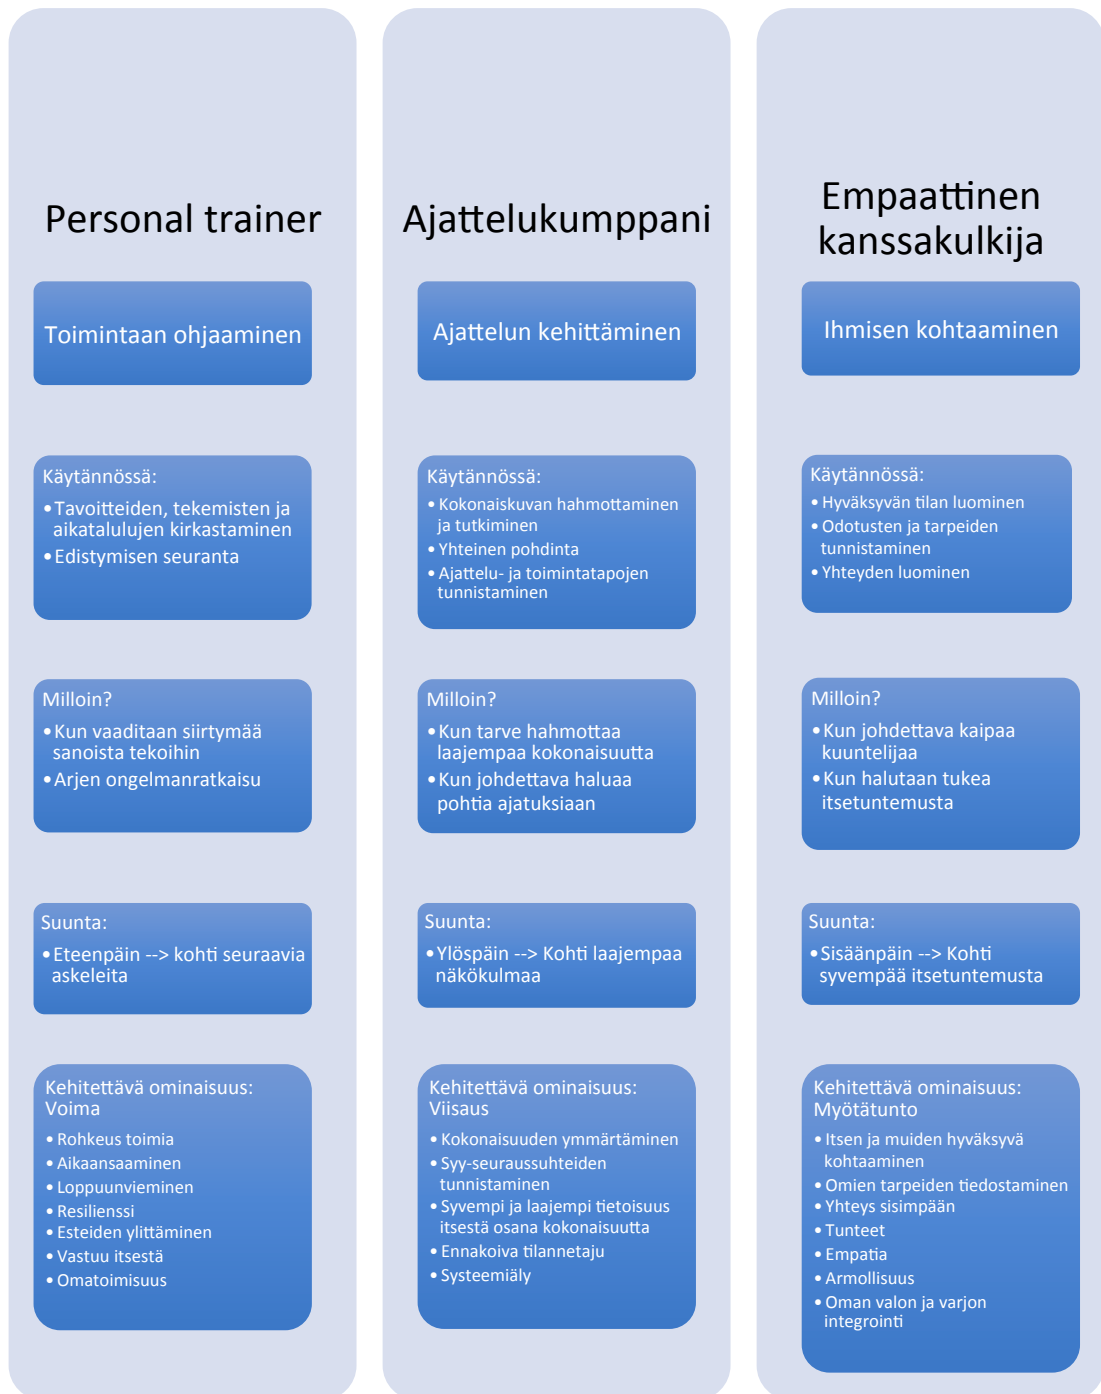 Personal trainer
Toimintaan ohjaaminen
Käytännössä:
• Tavoitteiden, tekemisten ja
aikatalulujen kirkastaminen
• Edistymisen seuranta
Milloin?
• Kun vaaditaan siirtymää
sanoista tekoihin
• Arjen ongelmanratkaisu
Suunta:
• Eteenpäin --> kohti seuraavia
askeleita
Kehitettävä ominaisuus:
Voima
• Rohkeus toimia
• Aikaansaaminen
• Loppuunvieminen
• Resilienssi
• Esteiden ylittäminen
• Vastuu itsestä
• Omatoimisuus
Ajattelukumppani
Ajattelun kehittäminen
Käytännössä:
• Kokonaiskuvan hahmottaminen
ja tutkiminen
• Yhteinen pohdinta
• Ajattelu- ja toimintatapojen
tunnistaminen
Milloin?
• Kun tarve hahmottaa
laajempaa kokonaisuutta
• Kun johdettava haluaa
pohtia ajatuksiaan
Suunta:
• Ylöspäin --> Kohti laajempaa
näkökulmaa
Kehitettävä ominaisuus:
Viisaus
• Kokonaisuuden ymmärtäminen
• Syy-seuraussuhteiden
tunnistaminen
• Syvempi ja laajempi tietoisuus
itsestä osana kokonaisuutta
• Ennakoiva tilannetaju
• Systeemiäly
Empaattinen
kanssakulkija
Ihmisen kohtaaminen
Käytännössä:
• Hyväksyvän tilan luominen
• Odotusten ja tarpeiden
tunnistaminen
• Yhteyden luominen
Milloin?
• Kun johdettava kaipaa
kuuntelijaa
• Kun halutaan tukea
itsetuntemusta
Suunta:
• Sisäänpäin --> Kohti
syvempää itsetuntemusta
Kehitettävä ominaisuus:
Myötätunto
• Itsen ja muiden hyväksyvä
kohtaaminen
• Omien tarpeiden tiedostaminen
• Yhteys sisimpään
• Tunteet
• Empatia
• Armollisuus
• Oman valon ja varjon
integrointi